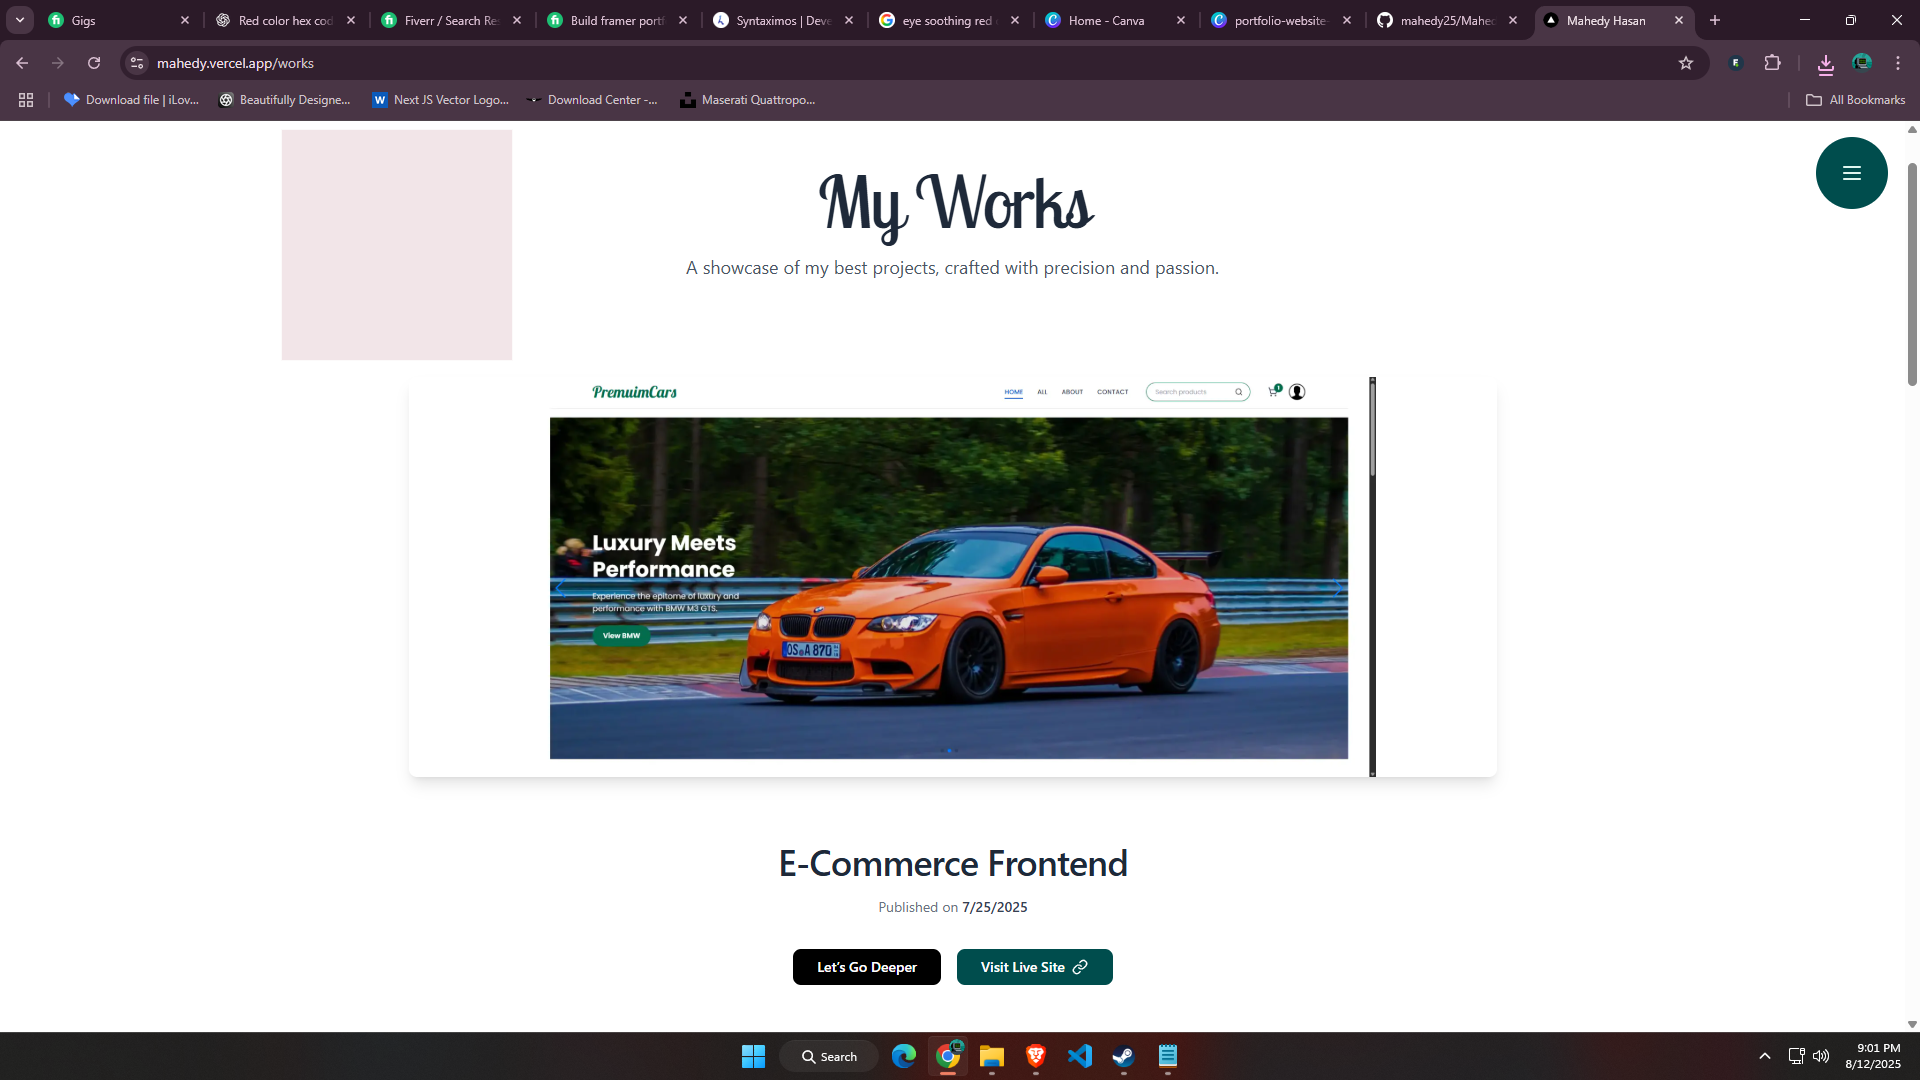 Gigs
Red color hex cod
Fiverr / Search Re
Build framer portf
Syntaximos | Deve
eye soothing red
Home - Canva
portfolio-website-
mahedy25/Mahed
Mahedy Hasan
mahedy.vercel.app/works
Download file | iLov...
Beautifully Designe...
Next JS Vector Logo...
Download Center -...
Maserati Quattropo...
All Bookmarks
My Works
A showcase of my best projects, crafted with precision and passion.
PremuimCars
HOME
ALL
ABOUT
CONTACT
Search products
1
Luxury Meets
Performance
Experience the epitome of luxury and
performance with BMW M3 GTS.
View BMW
OS A 870
E-Commerce Frontend
Published on 7/25/2025
Let's Go Deeper
Visit Live Site
Search
9:01 PM
8/12/2025